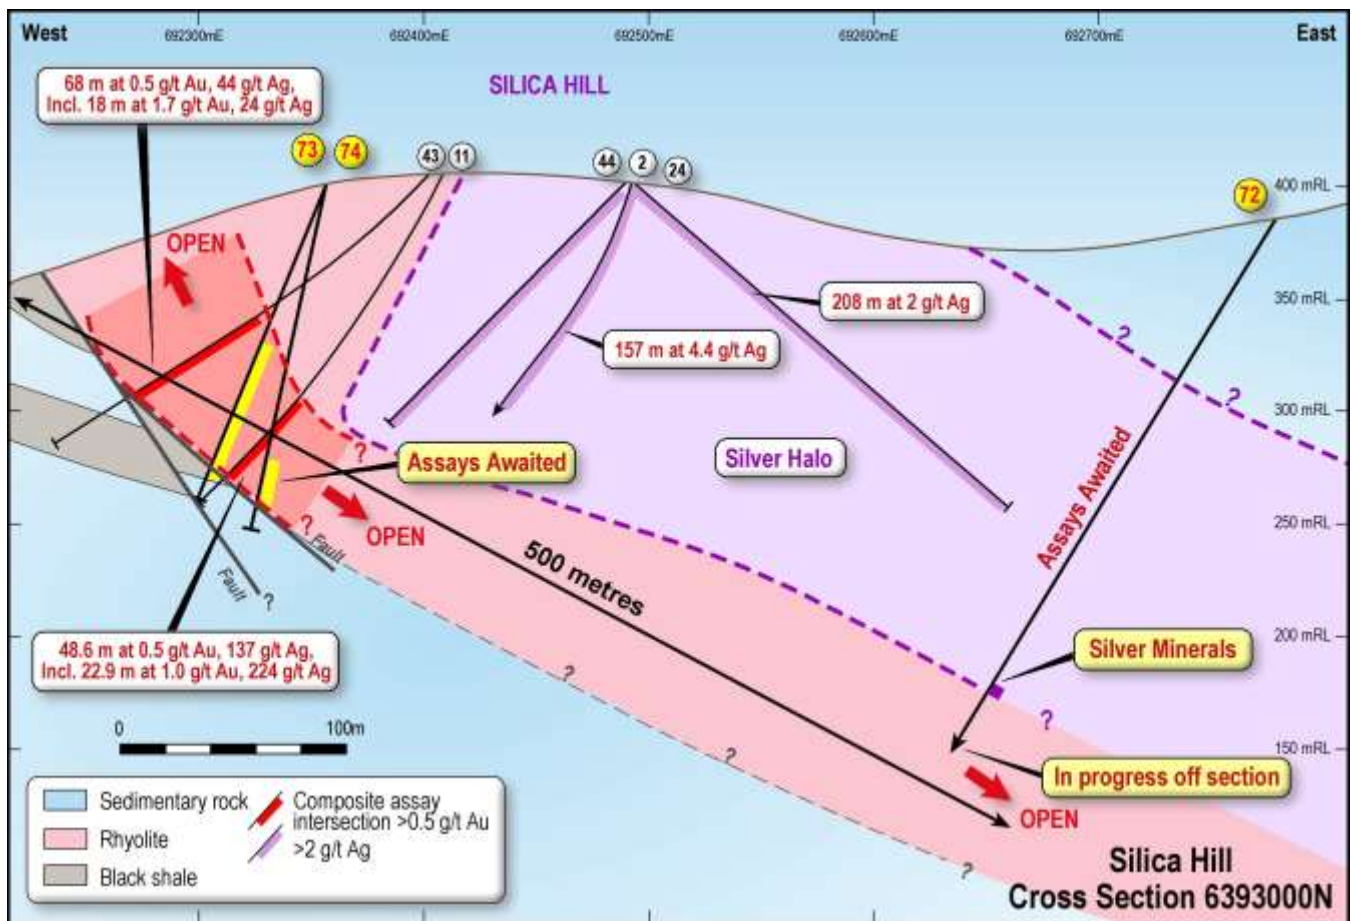 West
692300mE
692400mE
692500mE
692600mE
692700mE
East
SILICA HILL
68 m at 0.5 g/t Au, 44 g/t Ag,
Incl. 18 m at 1.7 g/t Au, 24 g/t Ag
73
74
43
11
44
2
24
72
400 mRL
OPEN
350 mRL
208 m at 2 g/t Ag
?
157 m at 4.4 g/t Ag
?
?
300 mRL
?
Assays Awaited
Silver Halo
Assays Awaited
?
OPEN
250 mRL
Fault
Fault
?
500 metres
48.6 m at 0.5 g/t Au, 137 g/t Ag,
Incl. 22.9 m at 1.0 g/t Au, 224 g/t Ag
200 mRL
Silver Minerals
?
?
?
150 mRL
In progress off section
OPEN
?
0
100m
Sedimentary rock
Rhyolite
Black shale
Composite assay
intersection >0.5 g/t Au
>2 g/t Ag
Silica Hill
Cross Section 6393000N